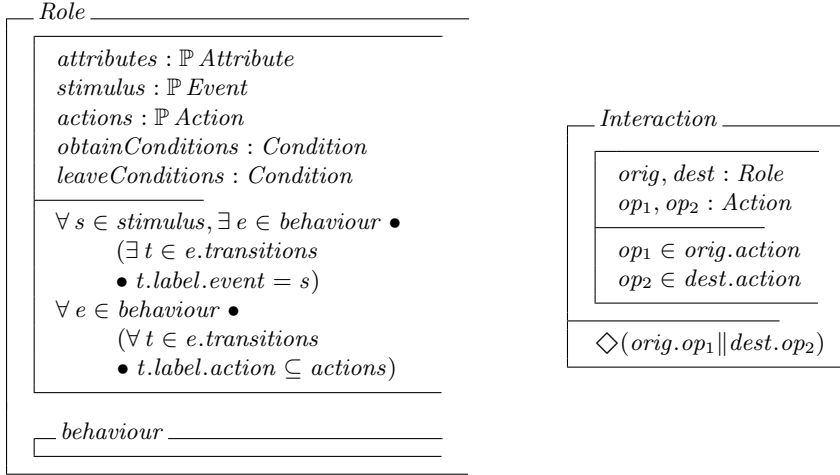 Role
attributes : ℙ Attribute
stimulus : ℙ Event
actions : ℙ Action
obtainConditions : Condition
leaveConditions : Condition
∀ s ∈ stimulus, ∃ e ∈ behaviour •
(∃ t ∈ e.transitions
• t.label.event = s)
∀ e ∈ behaviour •
(∀ t ∈ e.transitions
• t.label.action ⊆ actions)
behaviour
Interaction
orig, dest : Role
op₁, op₂ : Action
op₁ ∈ orig.action
op₂ ∈ dest.action
◇(orig.op₁‖dest.op₂)